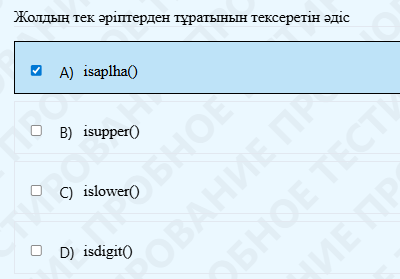 Жолдың тек әріптерден тұратынын тексеретін әдіс
A) isaplha()
B) isupper()
C) islower()
D) isdigit()